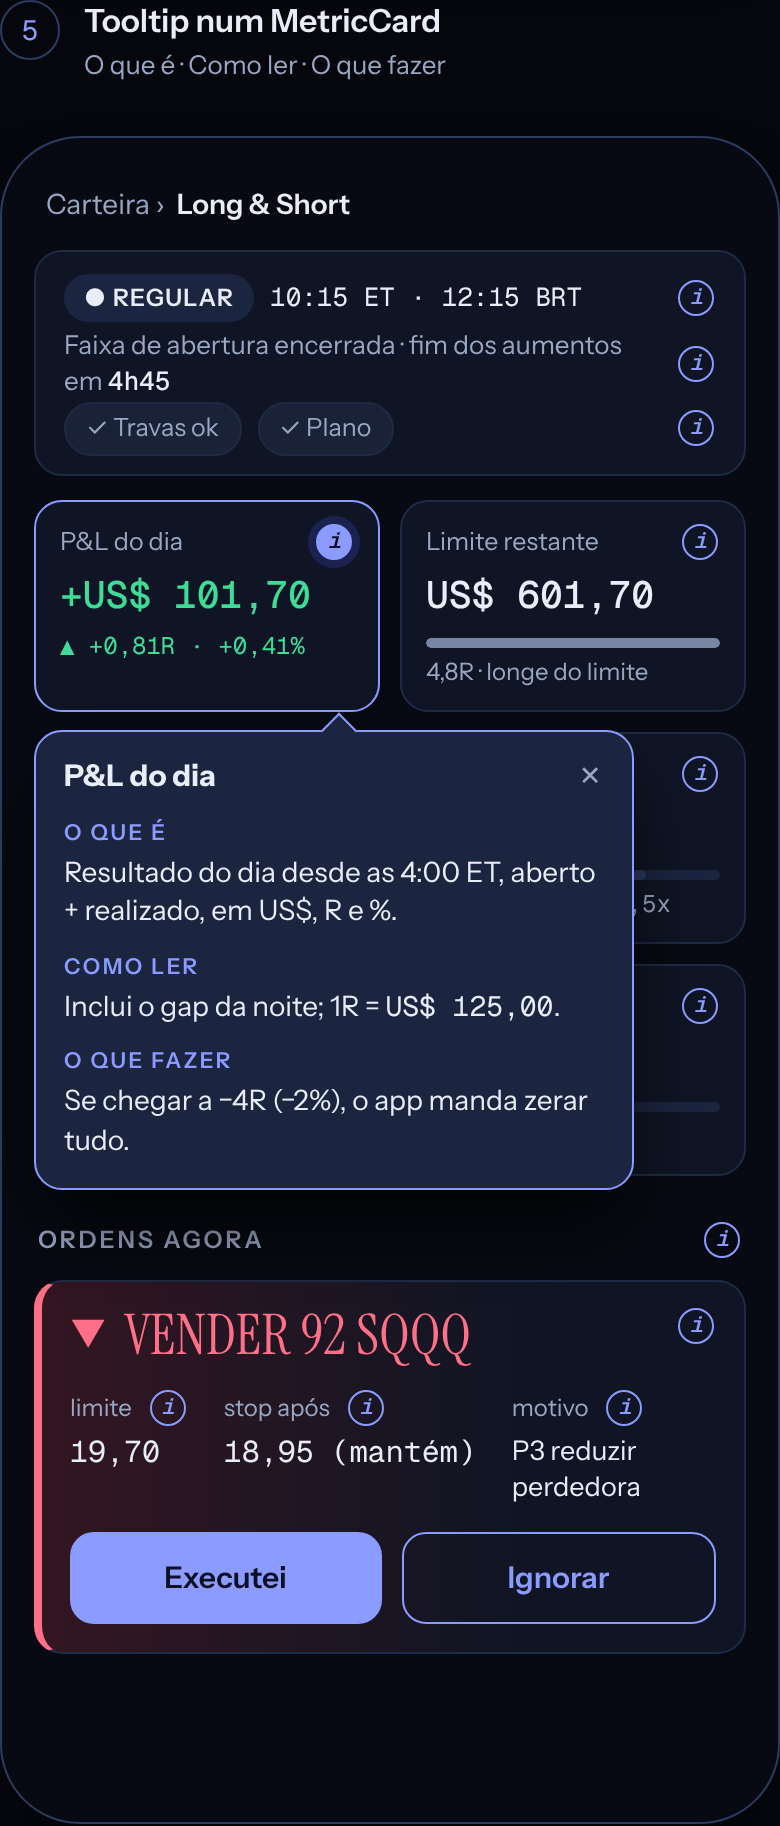 5
Tooltip num MetricCard
O que é · Como ler · O que fazer
Carteira › Long & Short
● REGULAR 10:15 ET · 12:15 BRT i
Faixa de abertura encerrada · fim dos aumentos
em 4h45 i
✓ Travas ok ✓ Plano i
P&L do dia i
+US$ 101,70
▲ +0,81R · +0,41%
Limite restante i
US$ 601,70
4,8R · longe do limite
P&L do dia ×
O QUE É
Resultado do dia desde as 4:00 ET, aberto
+ realizado, em US$, R e %.
COMO LER
Inclui o gap da noite; 1R = US$ 125,00.
O QUE FAZER
Se chegar a −4R (−2%), o app manda zerar
tudo.
i
,5x
i
ORDENS AGORA i
▼ VENDER 92 SQQQ i
limite i stop após i motivo i
19,70 18,95 (mantém) P3 reduzir
perdedora
Executei Ignorar